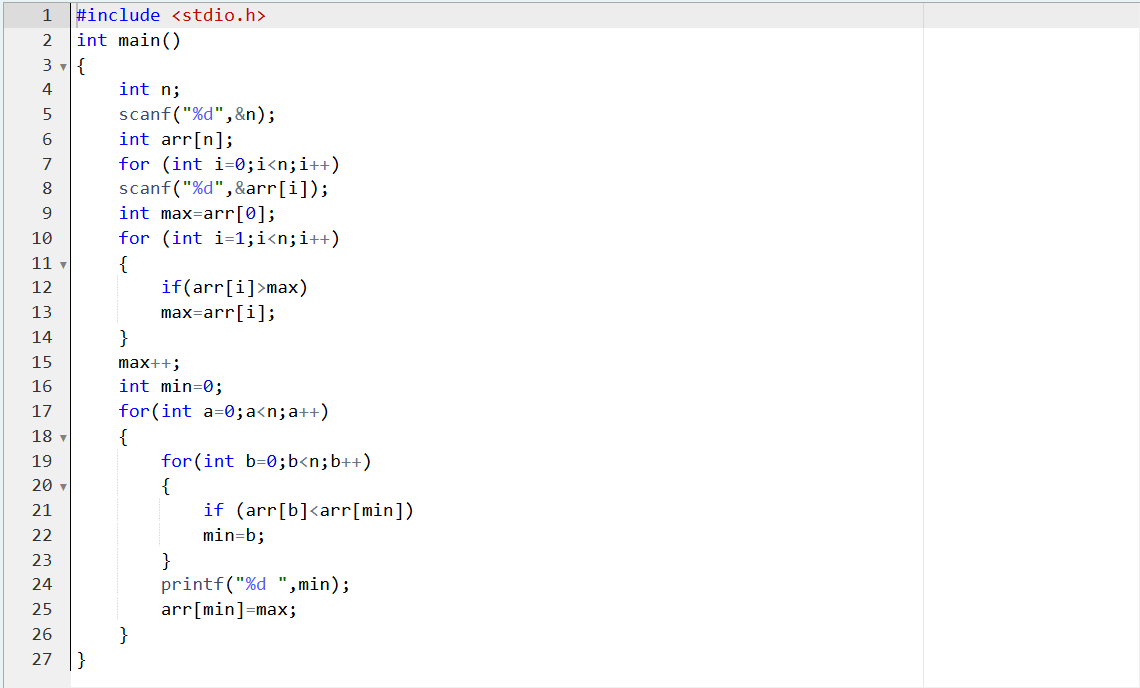 1 #include <stdio.h>
2 int main()
3 {
4     int n;
5     scanf("%d",&n);
6     int arr[n];
7     for (int i=0;i<n;i++)
8     scanf("%d",&arr[i]);
9     int max=arr[0];
10     for (int i=1;i<n;i++)
11     {
12         if(arr[i]>max)
13         max=arr[i];
14     }
15     max++;
16     int min=0;
17     for(int a=0;a<n;a++)
18     {
19         for(int b=0;b<n;b++)
20         {
21             if (arr[b]<arr[min])
22             min=b;
23         }
24         printf("%d ",min);
25         arr[min]=max;
26     }
27 }